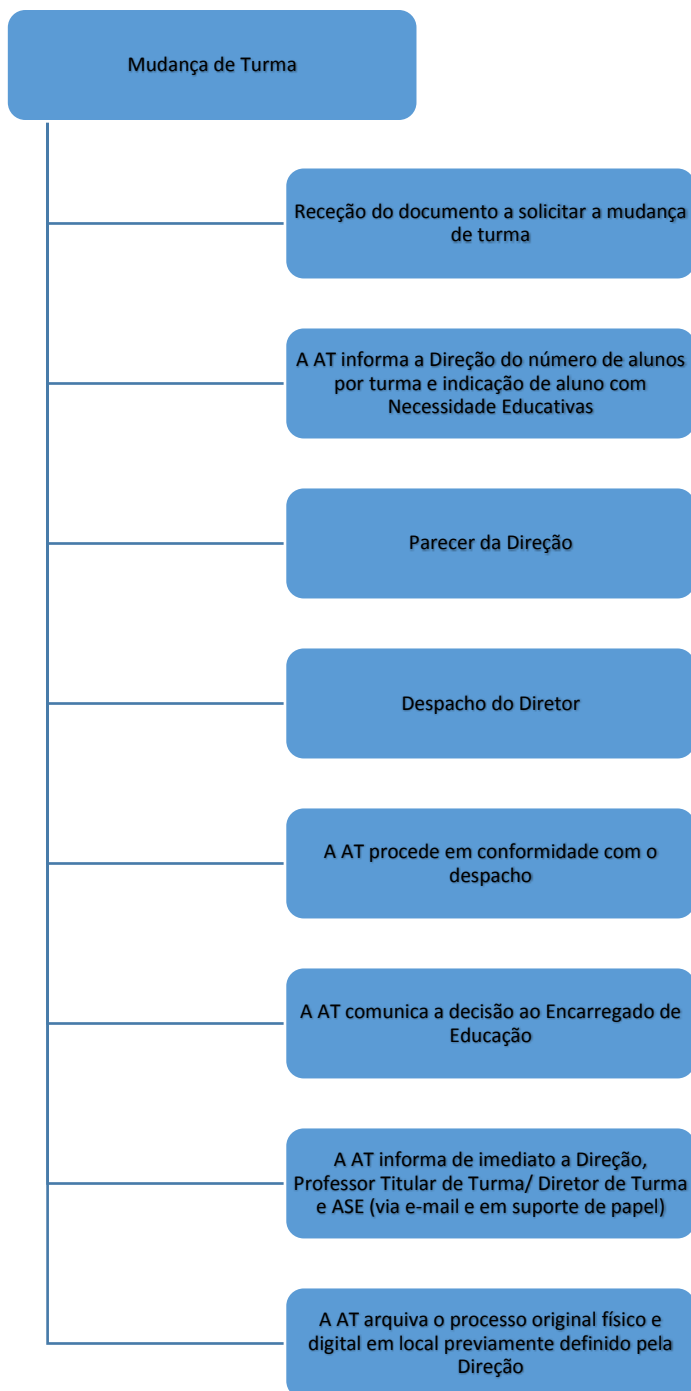 Mudança de Turma
Receção do documento a solicitar a mudança
de turma
A AT informa a Direção do número de alunos
por turma e indicação de aluno com
Necessidade Educativas
Parecer da Direção
Despacho do Diretor
A AT procede em conformidade com o
despacho
A AT comunica a decisão ao Encarregado de
Educação
A AT informa de imediato a Direção,
Professor Titular de Turma/ Diretor de Turma
e ASE (via e-mail e em suporte de papel)
A AT arquiva o processo original físico e
digital em local previamente definido pela
Direção